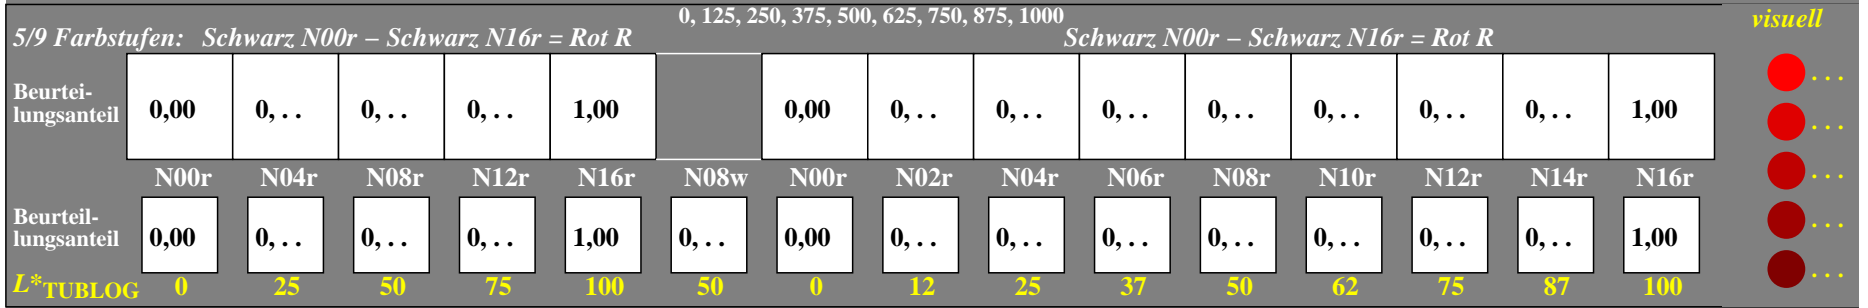 0, 125, 250, 375, 500, 625, 750, 875, 1000
visuell
5/9 Farbstufen: Schwarz N00r – Schwarz N16r = Rot R
Schwarz N00r – Schwarz N16r = Rot R
Beurtei-
lungsanteil
0,00 0, . . 0, . . 0, . . 1,00 0,00 0, . . 0, . . 0, . . 0, . . 0, . . 0, . . 0, . . 1,00
N00r N04r N08r N12r N16r N08w N00r N02r N04r N06r N08r N10r N12r N14r N16r
Beurteil-
lungsanteil
0,00 0, . . 0, . . 0, . . 1,00 0, . . 0,00 0, . . 0, . . 0, . . 0, . . 0, . . 0, . . 0, . . 1,00
L*TUBLOG 0 25 50 75 100 50 0 12 25 37 50 62 75 87 100
. . .
. . .
. . .
. . .
. . .